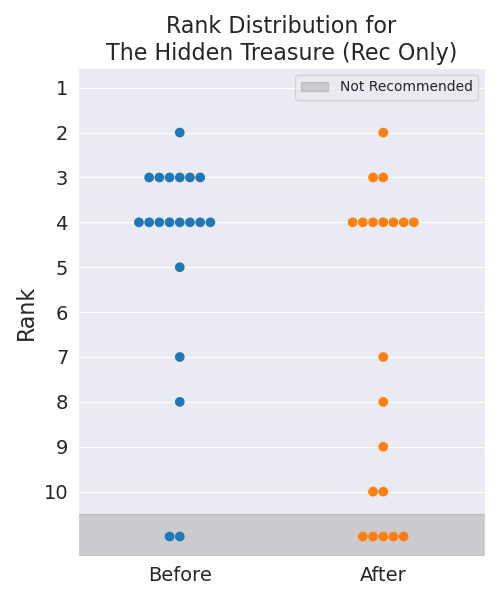 Rank Distribution for
The Hidden Treasure (Rec Only)
Not Recommended
Rank
1
2
3
4
5
6
7
8
9
10
Before
After